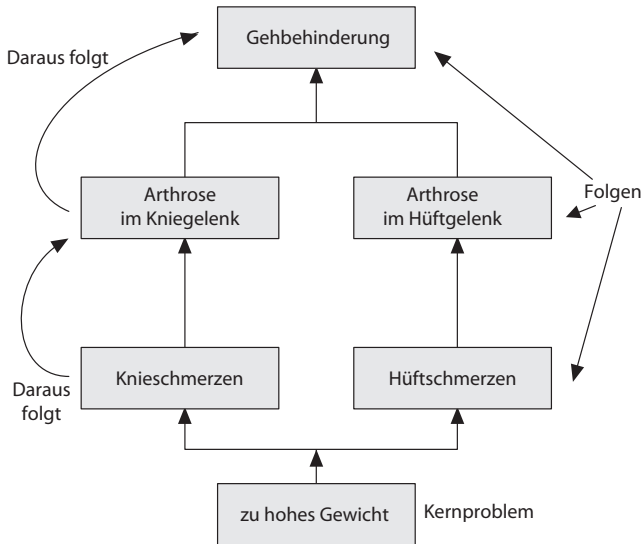 Gehbehinderung
Daraus folgt
Arthrose
im Kniegelenk
Arthrose
im Hüftgelenk
Folgen
Knieschmerzen
Hüftschmerzen
Daraus
folgt
zu hohes Gewicht
Kernproblem